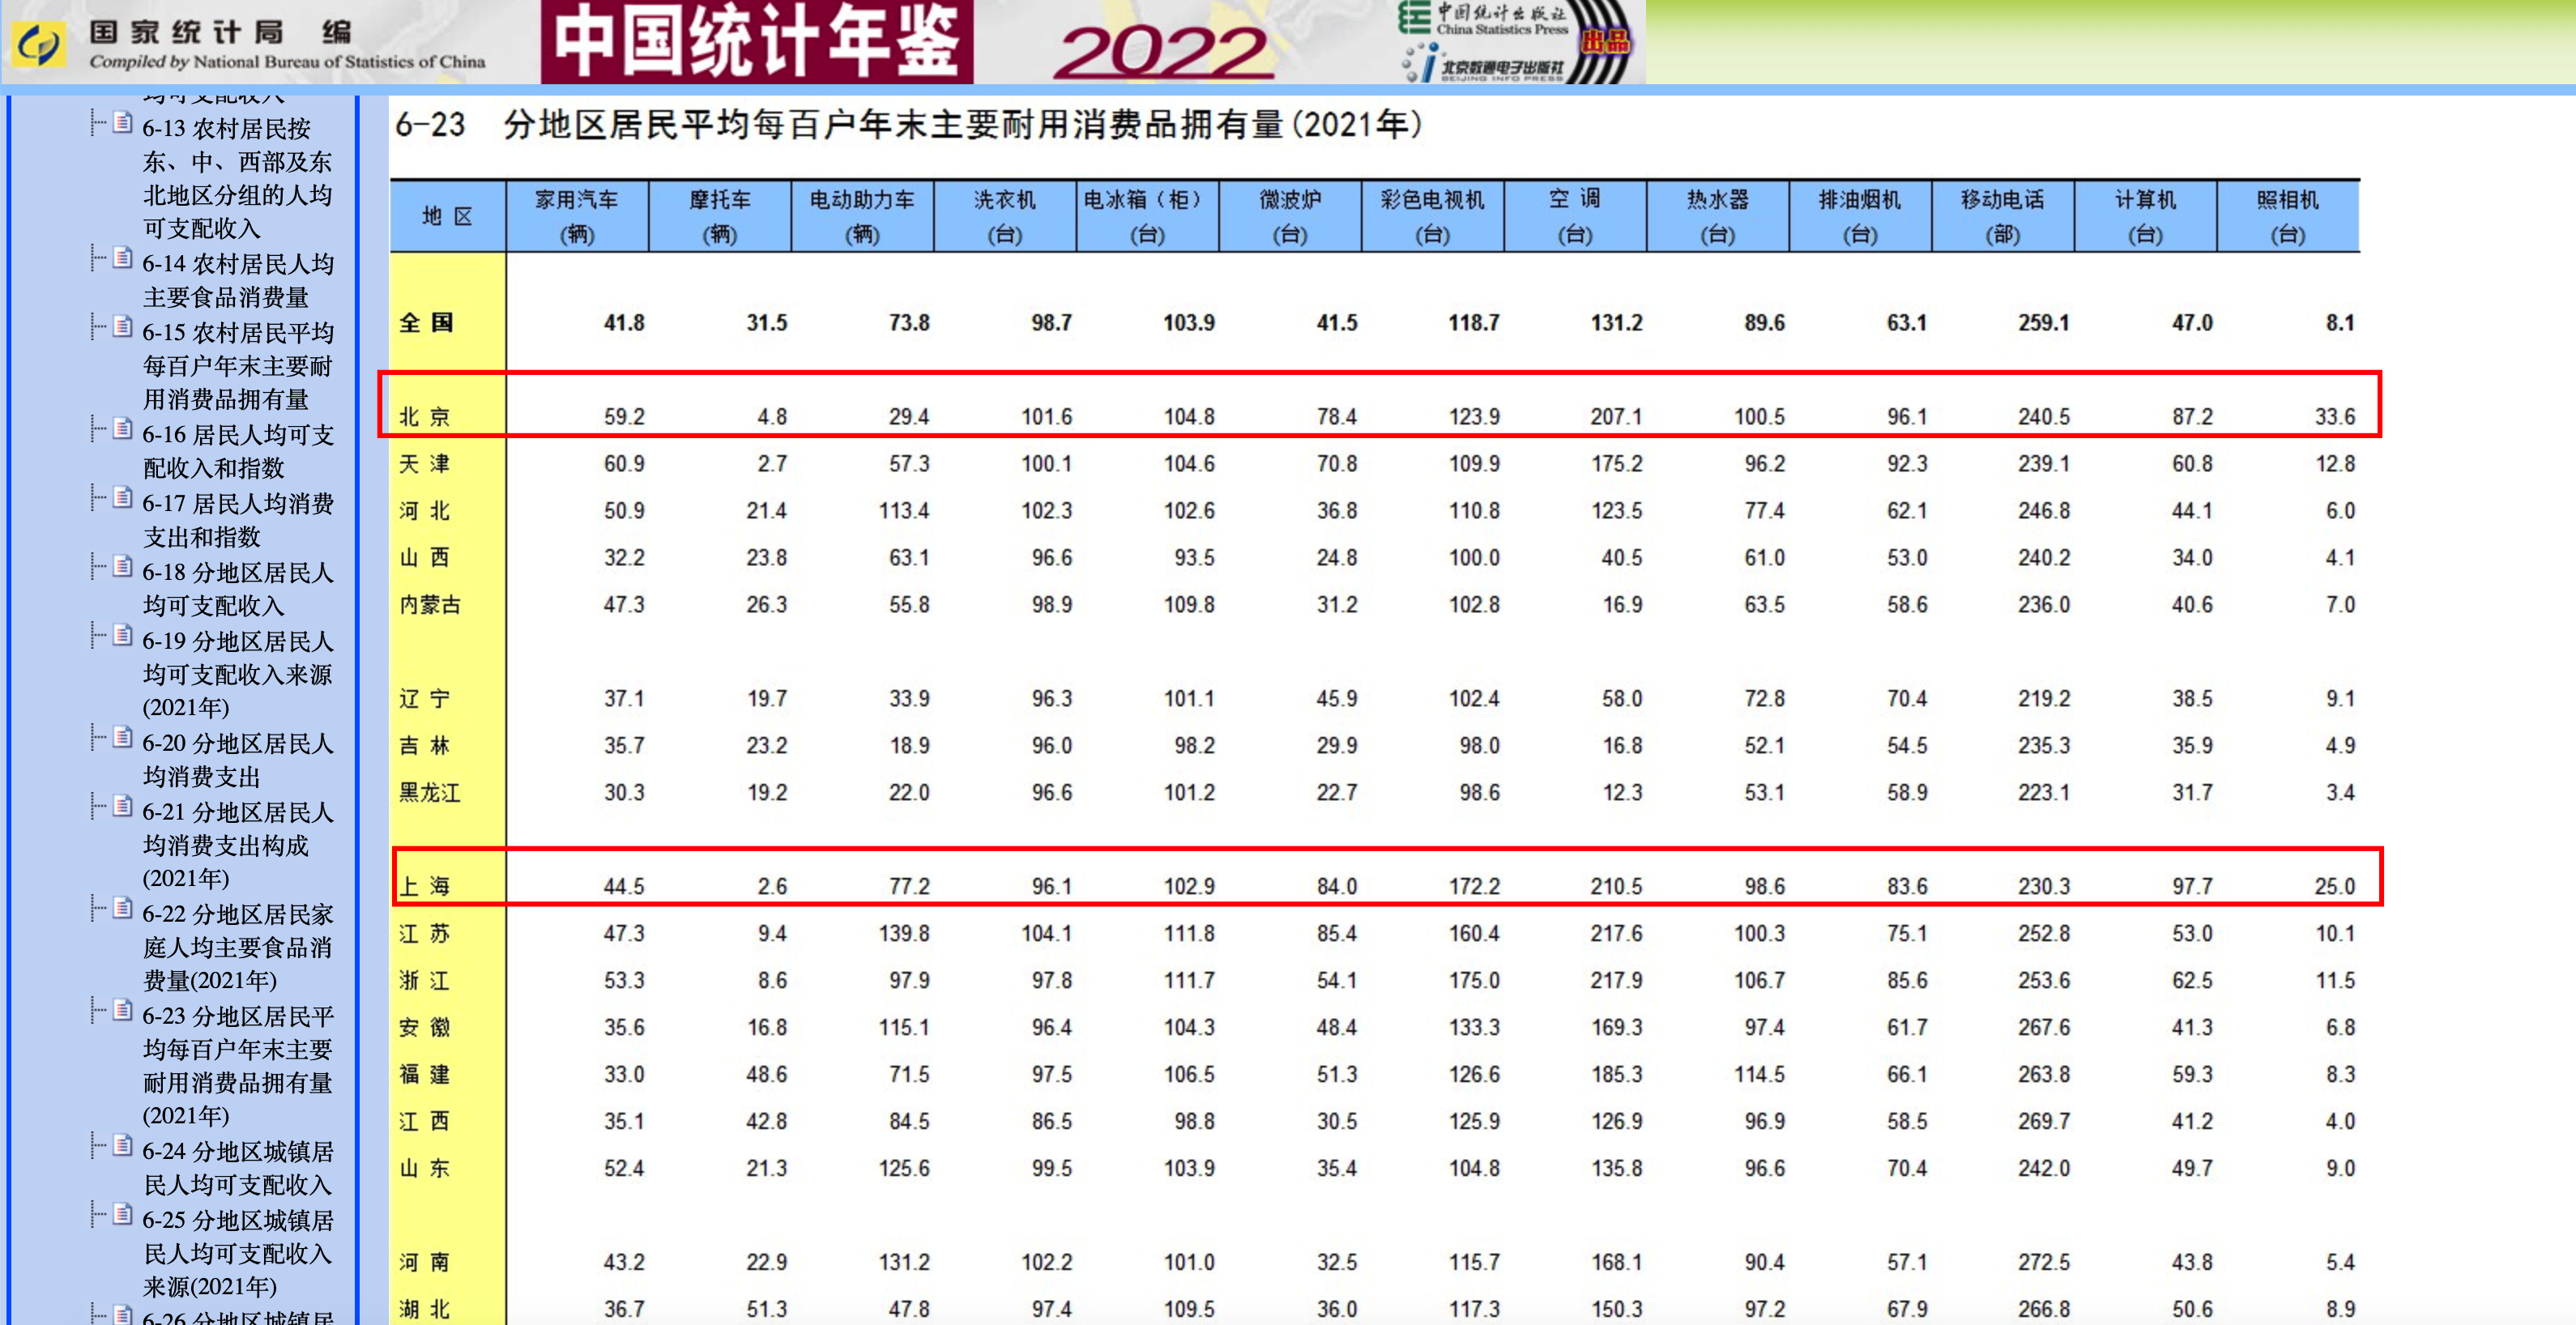 国家统计局 编
Compiled by National Bureau of Statistics of China
中国统计年鉴
2022
中国统计出版社
China Statistics Press
北京数通电子出版社
BEIJING INFO PRESS
出品
均可支配收入
6-13 农村居民按
东、中、西部及东
北地区分组的人均
可支配收入
6-14 农村居民人均
主要食品消费量
6-15 农村居民平均
每百户年末主要耐
用消费品拥有量
6-16 居民人均可支
配收入和指数
6-17 居民人均消费
支出和指数
6-18 分地区居民人
均可支配收入
6-19 分地区居民人
均可支配收入来源
(2021年)
6-20 分地区居民人
均消费支出
6-21 分地区居民人
均消费支出构成
(2021年)
6-22 分地区居民家
庭人均主要食品消
费量(2021年)
6-23 分地区居民平
均每百户年末主要
耐用消费品拥有量
(2021年)
6-24 分地区城镇居
民人均可支配收入
6-25 分地区城镇居
民人均可支配收入
来源(2021年)
6-26 分地区城镇居
6-23 分地区居民平均每百户年末主要耐用消费品拥有量(2021年)
地 区 家用汽车 摩托车 电动助力车 洗衣机 电冰箱(柜) 微波炉 彩色电视机 空 调 热水器 排油烟机 移动电话 计算机 照相机
(辆) (辆) (辆) (台) (台) (台) (台) (台) (台) (台) (部) (台) (台)
全 国 41.8 31.5 73.8 98.7 103.9 41.5 118.7 131.2 89.6 63.1 259.1 47.0 8.1
北 京 59.2 4.8 29.4 101.6 104.8 78.4 123.9 207.1 100.5 96.1 240.5 87.2 33.6
天 津 60.9 2.7 57.3 100.1 104.6 70.8 109.9 175.2 96.2 92.3 239.1 60.8 12.8
河 北 50.9 21.4 113.4 102.3 102.6 36.8 110.8 123.5 77.4 62.1 246.8 44.1 6.0
山 西 32.2 23.8 63.1 96.6 93.5 24.8 100.0 40.5 61.0 53.0 240.2 34.0 4.1
内蒙古 47.3 26.3 55.8 98.9 109.8 31.2 102.8 16.9 63.5 58.6 236.0 40.6 7.0
辽 宁 37.1 19.7 33.9 96.3 101.1 45.9 102.4 58.0 72.8 70.4 219.2 38.5 9.1
吉 林 35.7 23.2 18.9 96.0 98.2 29.9 98.0 16.8 52.1 54.5 235.3 35.9 4.9
黑龙江 30.3 19.2 22.0 96.6 101.2 22.7 98.6 12.3 53.1 58.9 223.1 31.7 3.4
上 海 44.5 2.6 77.2 96.1 102.9 84.0 172.2 210.5 98.6 83.6 230.3 97.7 25.0
江 苏 47.3 9.4 139.8 104.1 111.8 85.4 160.4 217.6 100.3 75.1 252.8 53.0 10.1
浙 江 53.3 8.6 97.9 97.8 111.7 54.1 175.0 217.9 106.7 85.6 253.6 62.5 11.5
安 徽 35.6 16.8 115.1 96.4 104.3 48.4 133.3 169.3 97.4 61.7 267.6 41.3 6.8
福 建 33.0 48.6 71.5 97.5 106.5 51.3 126.6 185.3 114.5 66.1 263.8 59.3 8.3
江 西 35.1 42.8 84.5 86.5 98.8 30.5 125.9 126.9 96.9 58.5 269.7 41.2 4.0
山 东 52.4 21.3 125.6 99.5 103.9 35.4 104.8 135.8 96.6 70.4 242.0 49.7 9.0
河 南 43.2 22.9 131.2 102.2 101.0 32.5 115.7 168.1 90.4 57.1 272.5 43.8 5.4
湖 北 36.7 51.3 47.8 97.4 109.5 36.0 117.3 150.3 97.2 67.9 266.8 50.6 8.9